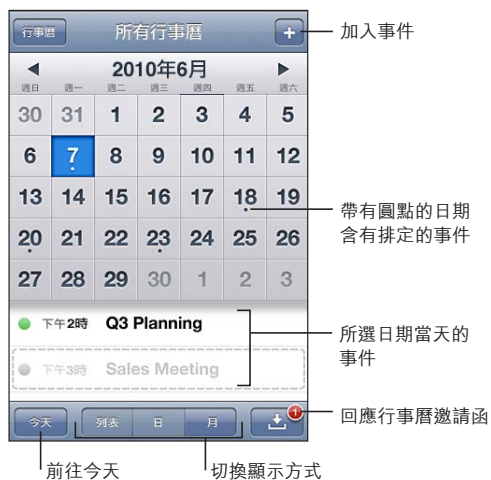 行事曆 所有行事曆 +
加入事件
2010年6月
週日 週一 週二 週三 週四 週五 週六
30 31 1 2 3 4 5
6 7 8 9 10 11 12
13 14 15 16 17 18 19
帶有圓點的日期
含有排定的事件
20 21 22 23 24 25 26
27 28 29 30 1 2 3
下午2時 Q3 Planning
所選日期當天的
事件
下午3時 Sales Meeting
今天 列表 日 月 1
回應行事曆邀請函
前往今天 切換顯示方式